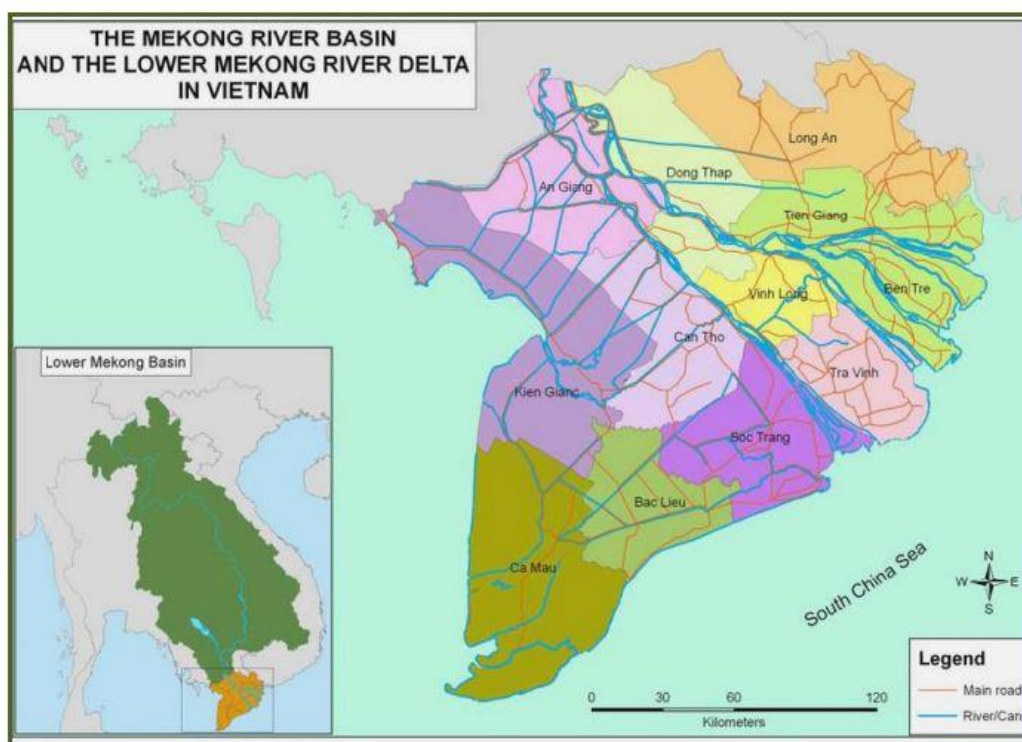 THE MEKONG RIVER BASIN
AND THE LOWER MEKONG RIVER DELTA
IN VIETNAM
Long An
Dong Thap
An Giang
Tien Giang
Ben Tre
Vinh Long
Can Tho
Tra Vinh
Kien Giang
Soc Trang
Bac Lieu
Ca Mau
Lower Mekong Basin
South China Sea
N
W E
S
Legend
Main road
River/Can
0 30 60 120
Kilometers